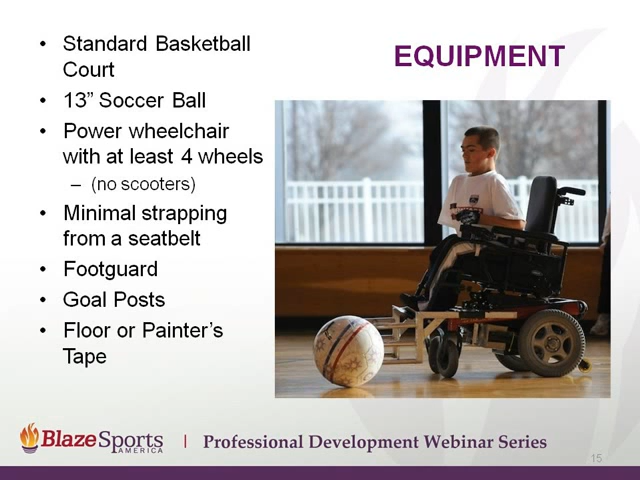 EQUIPMENT
• Standard Basketball
Court
• 13” Soccer Ball
• Power wheelchair
with at least 4 wheels
– (no scooters)
• Minimal strapping
from a seatbelt
• Footguard
• Goal Posts
• Floor or Painter’s
Tape
BlazeSports
AMERICA
| Professional Development Webinar Series
15